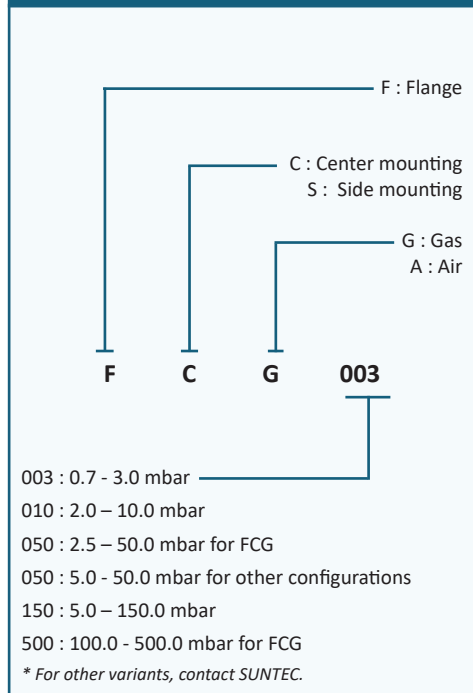 F : Flange
C : Center mounting
S : Side mounting
G : Gas
A : Air
F C G 003
003 : 0.7 - 3.0 mbar
010 : 2.0 – 10.0 mbar
050 : 2.5 – 50.0 mbar for FCG
050 : 5.0 - 50.0 mbar for other configurations
150 : 5.0 – 150.0 mbar
500 : 100.0 - 500.0 mbar for FCG
* For other variants, contact SUNTEC.